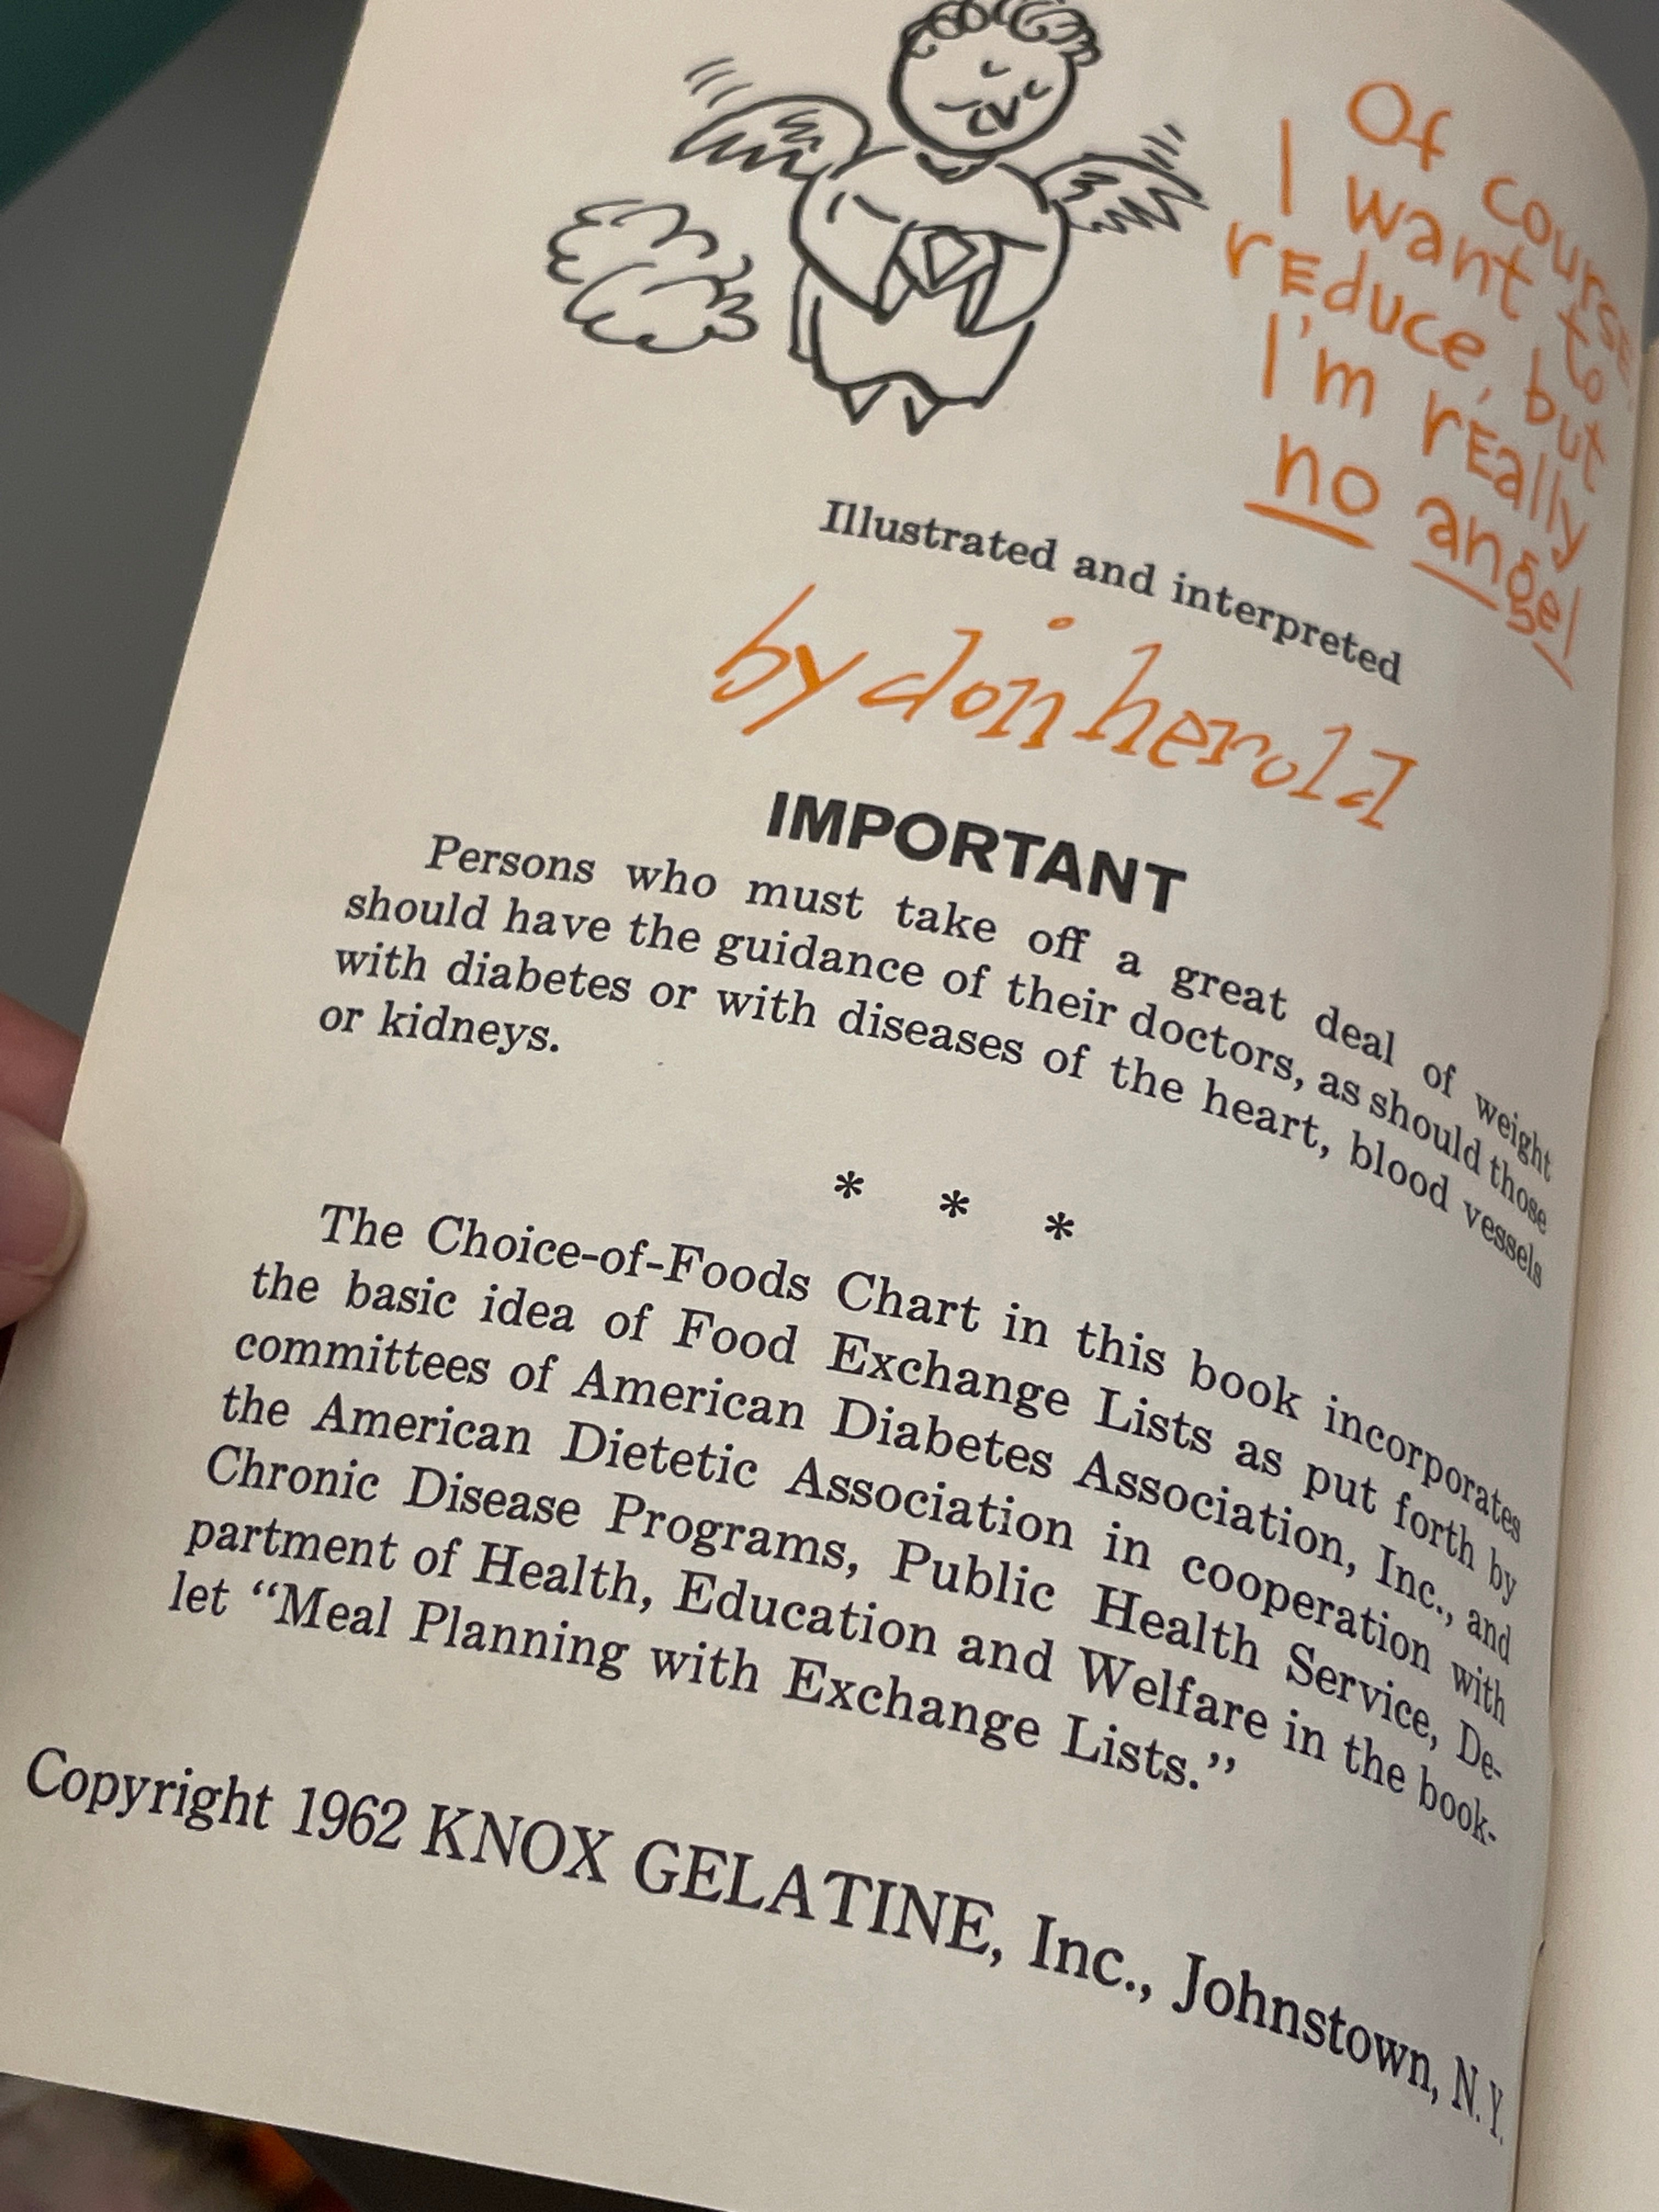 Of course
I want to
rEducE, but
I'm rEally
no angel
Illustrated and interpreted
by don herold
IMPORTANT
Persons who must take off a great deal of weight
should have the guidance of their doctors, as should those
with diabetes or with diseases of the heart, blood vessels
or kidneys.
* * *
The Choice-of-Foods Chart in this book incorporates
the basic idea of Food Exchange Lists as put forth by
committees of American Diabetes Association, Inc., and
the American Dietetic Association in cooperation with
Chronic Disease Programs, Public Health Service, De-
partment of Health, Education and Welfare in the book-
let “Meal Planning with Exchange Lists.”
Copyright 1962 KNOX GELATINE, Inc., Johnstown, N.Y.